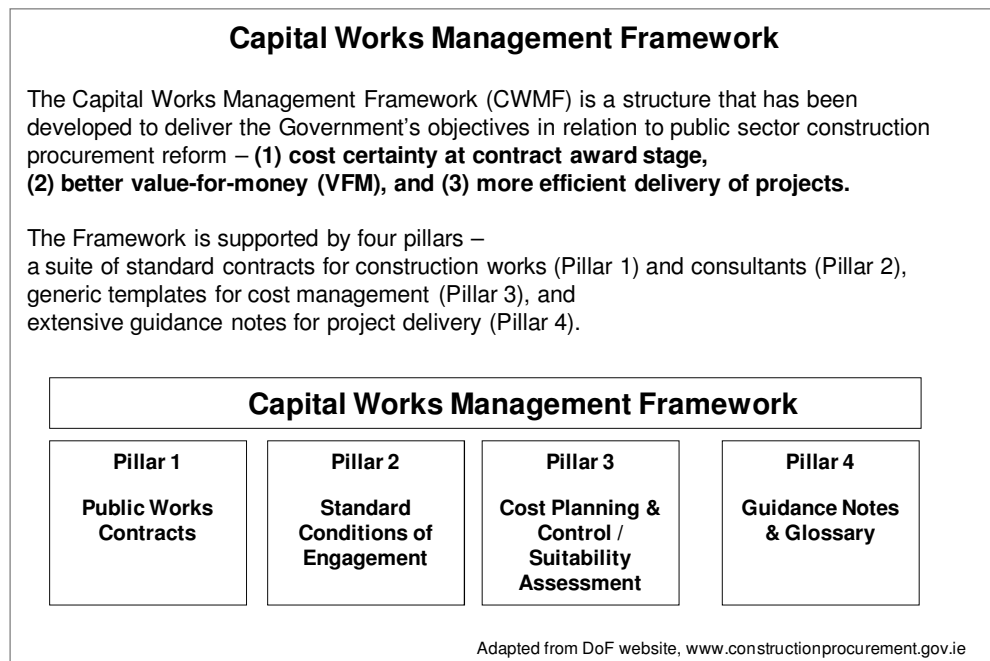 Capital Works Management Framework
The Capital Works Management Framework (CWMF) is a structure that has been
developed to deliver the Government's objectives in relation to public sector construction
procurement reform – (1) cost certainty at contract award stage,
(2) better value-for-money (VFM), and (3) more efficient delivery of projects.
The Framework is supported by four pillars –
a suite of standard contracts for construction works (Pillar 1) and consultants (Pillar 2),
generic templates for cost management (Pillar 3), and
extensive guidance notes for project delivery (Pillar 4).
Capital Works Management Framework
Pillar 1
Public Works
Contracts
Pillar 2
Standard
Conditions of
Engagement
Pillar 3
Cost Planning &
Control /
Suitability
Assessment
Pillar 4
Guidance Notes
& Glossary
Adapted from DoF website, www.constructionprocurement.gov.ie